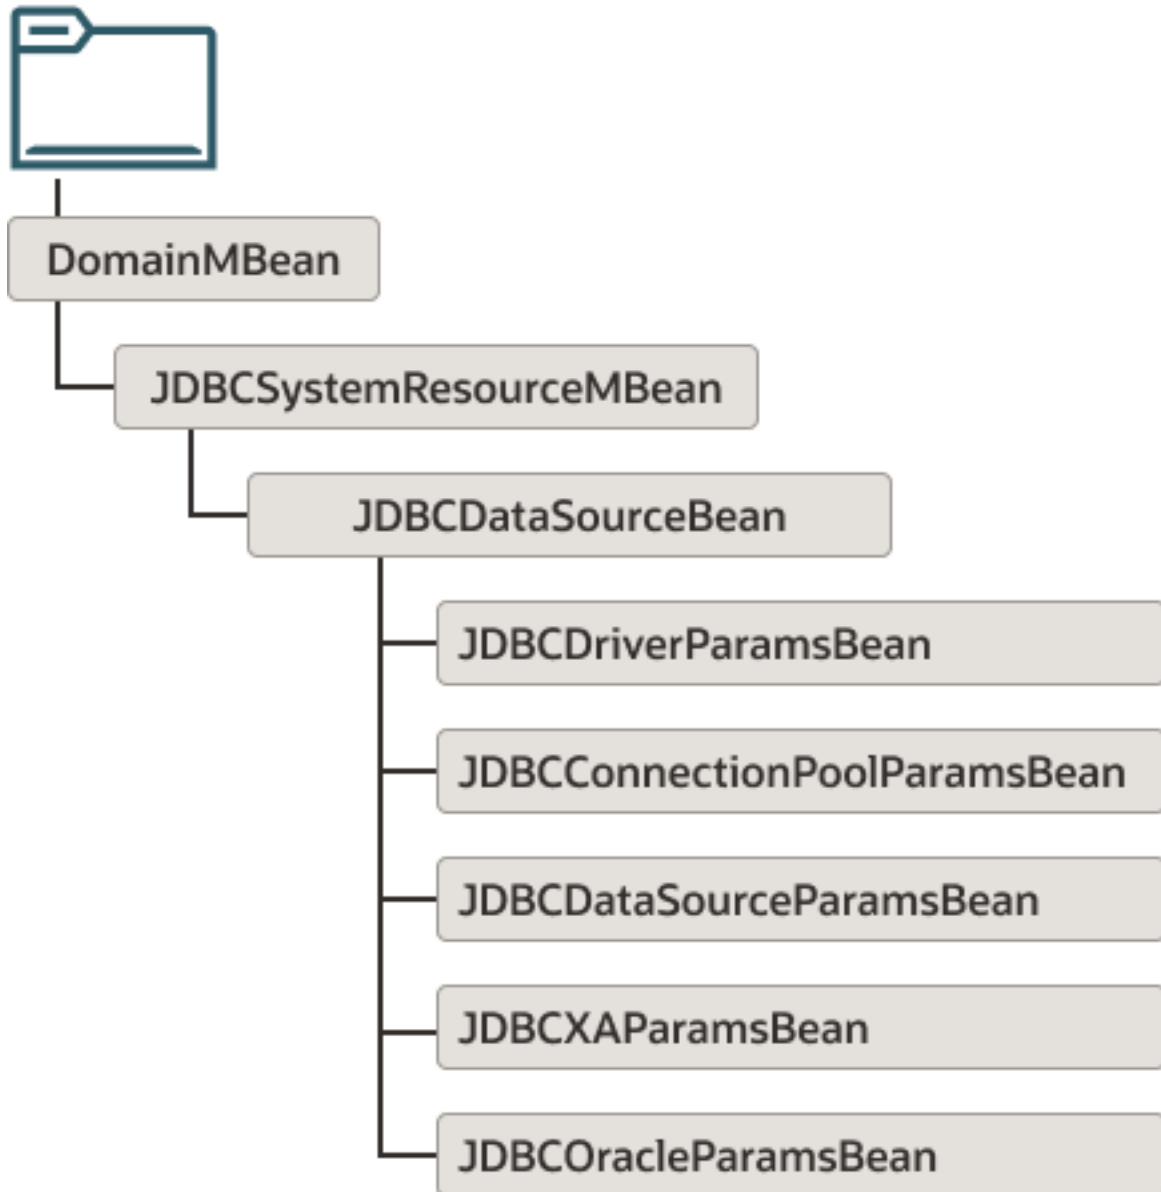 DomainMBean
JDBCSystemResourceMBean
JDBCDataSourceBean
JDBCDriverParamsBean
JDBCConnectionPoolParamsBean
JDBCDataSourceParamsBean
JDBCXAParamsBean
JDBCOracleParamsBean